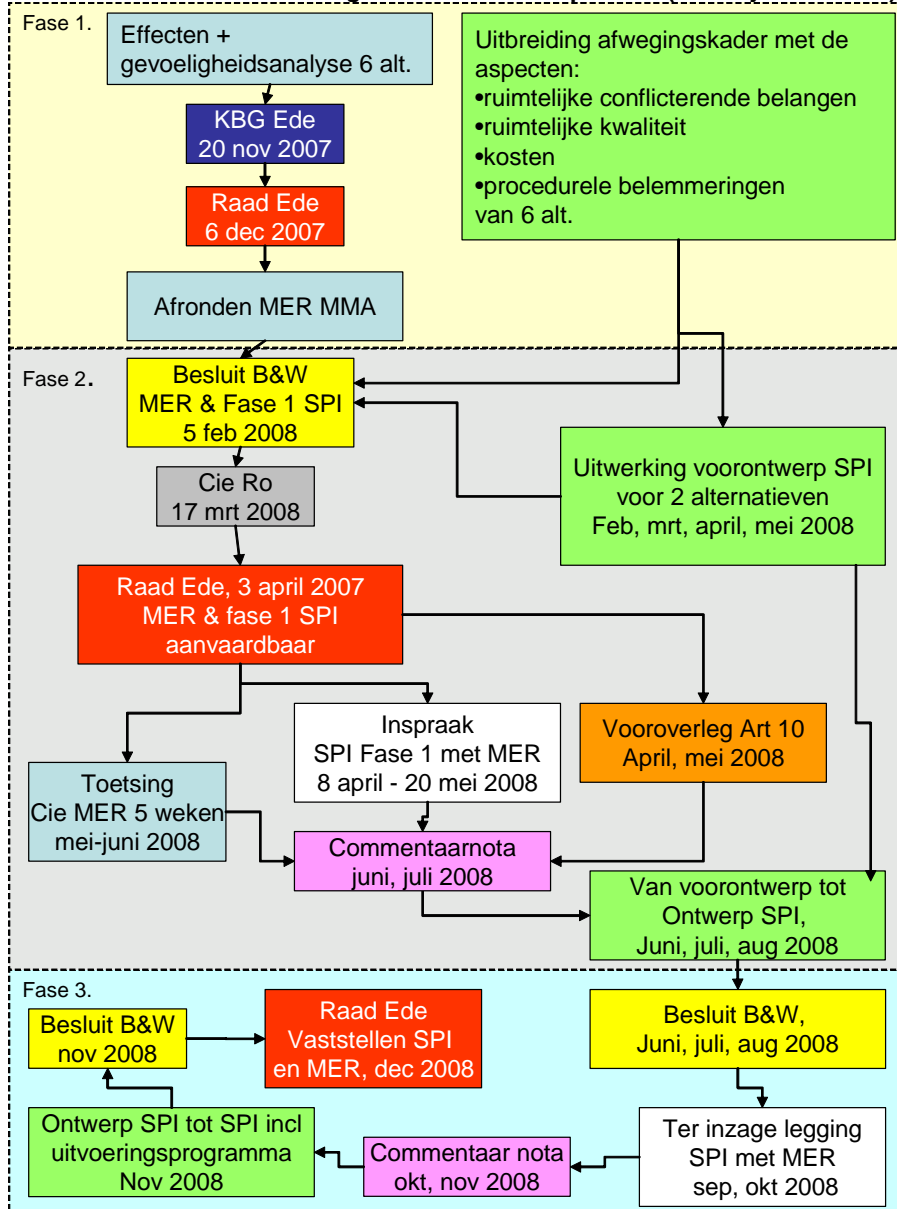 Fase 1.
Effecten +
gevoeligheidsanalyse 6 alt.
KBG Ede
20 nov 2007
Raad Ede
6 dec 2007
Afronden MER MMA
Uitbreiding afwegingskader met de
aspecten:
•ruimtelijke conflicterende belangen
•ruimtelijke kwaliteit
•kosten
•procedurele belemmeringen
van 6 alt.
Fase 2.
Besluit B&W
MER & Fase 1 SPI
5 feb 2008
Cie Ro
17 mrt 2008
Uitwerking voorontwerp SPI
voor 2 alternatieven
Feb, mrt, april, mei 2008
Raad Ede, 3 april 2007
MER & fase 1 SPI
aanvaardbaar
Inspraak
SPI Fase 1 met MER
8 april - 20 mei 2008
Vooroverleg Art 10
April, mei 2008
Toetsing
Cie MER 5 weken
mei-juni 2008
Commentaarnota
juni, juli 2008
Van voorontwerp tot
Ontwerp SPI,
Juni, juli, aug 2008
Fase 3.
Besluit B&W
nov 2008
Raad Ede
Vaststellen SPI
en MER, dec 2008
Besluit B&W,
Juni, juli, aug 2008
Ontwerp SPI tot SPI incl
uitvoeringsprogramma
Nov 2008
Commentaar nota
okt, nov 2008
Ter inzage legging
SPI met MER
sep, okt 2008